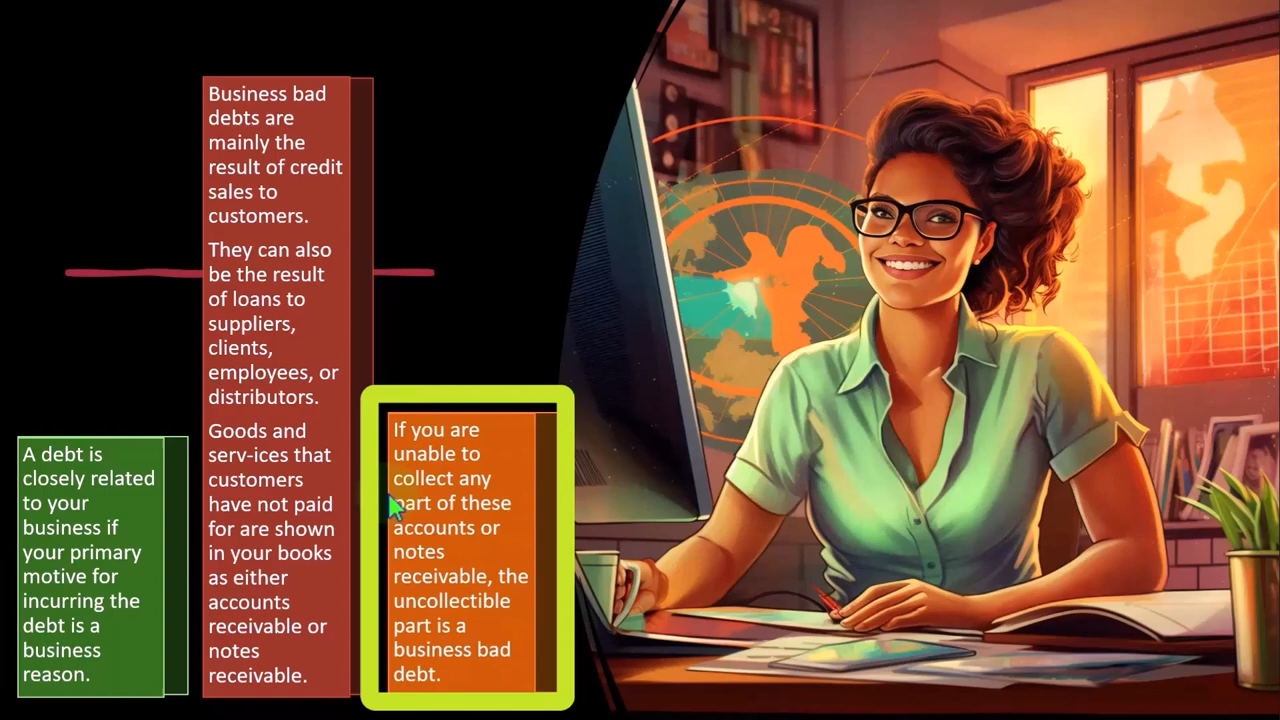 A debt is
closely related
to your
business if
your primary
motive for
incurring the
debt is a
business
reason.
Business bad
debts are
mainly the
result of credit
sales to
customers.
They can also
be the result
of loans to
suppliers,
clients,
employees, or
distributors.
Goods and
serv-ices that
customers
have not paid
for are shown
in your books
as either
accounts
receivable or
notes
receivable.
If you are
unable to
collect any
part of these
accounts or
notes
receivable, the
uncollectible
part is a
business bad
debt.